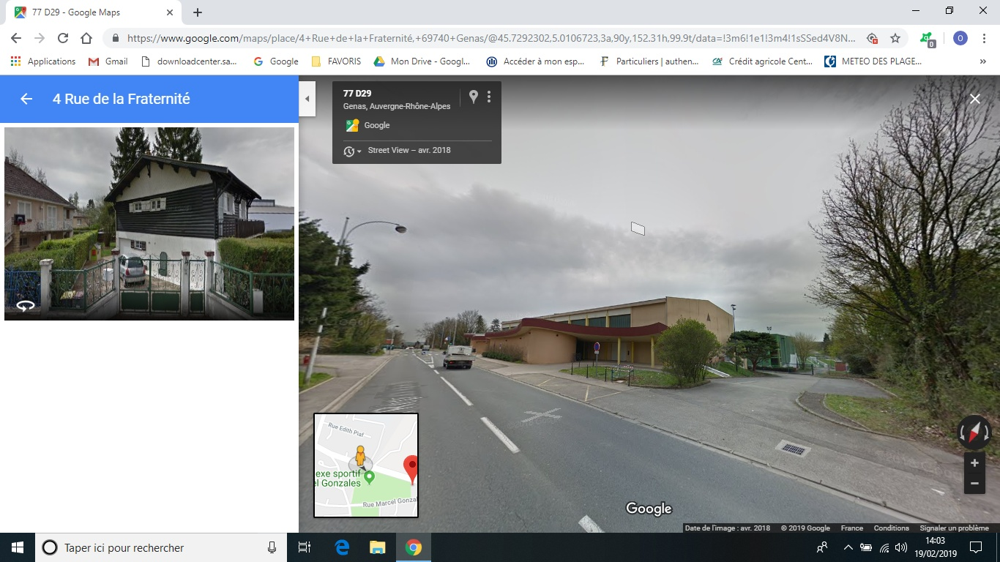 77 D29 - Google Maps
https://www.google.com/maps/place/4+Rue+de+la+Fraternité,+69740+Genas/@45.7292302,5.0106723,3a,90y,152.31h,99.9t/data=!3m6!1e1!3m4!1sSSed4V8N...
0
O
Applications
Gmail
downloadcenter.sa...
Google
FAVORIS
Mon Drive - Googl...
Accéder à mon esp...
Particuliers | authen...
Crédit agricole Cent...
METEO DES PLAGE...
»
4 Rue de la Fraternité
77 D29
Genas, Auvergne-Rhône-Alpes
Google
Street View – avr. 2018
Rue Edith Piaf
exe sportif
el Gonzales
Rue Marcel Gonzal
Google
Date de l'image : avr. 2018 © 2019 Google France Conditions Signaler un problème
Taper ici pour rechercher
14:03
19/02/2019